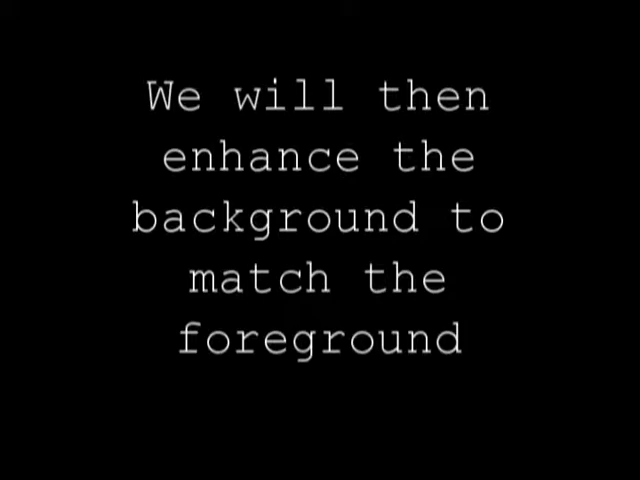 We will then
enhance the
background to
match the
foreground